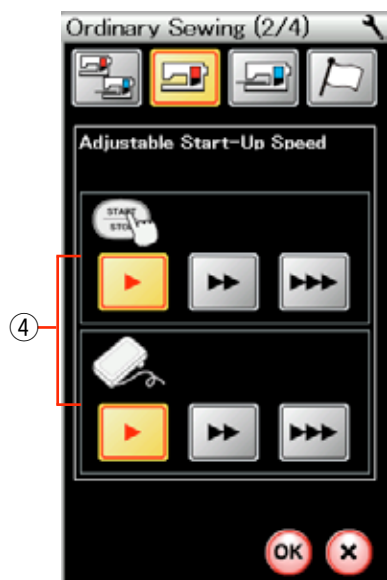 Ordinary Sewing (2/4)
Adjustable Start-Up Speed
START
STOP
④
OK